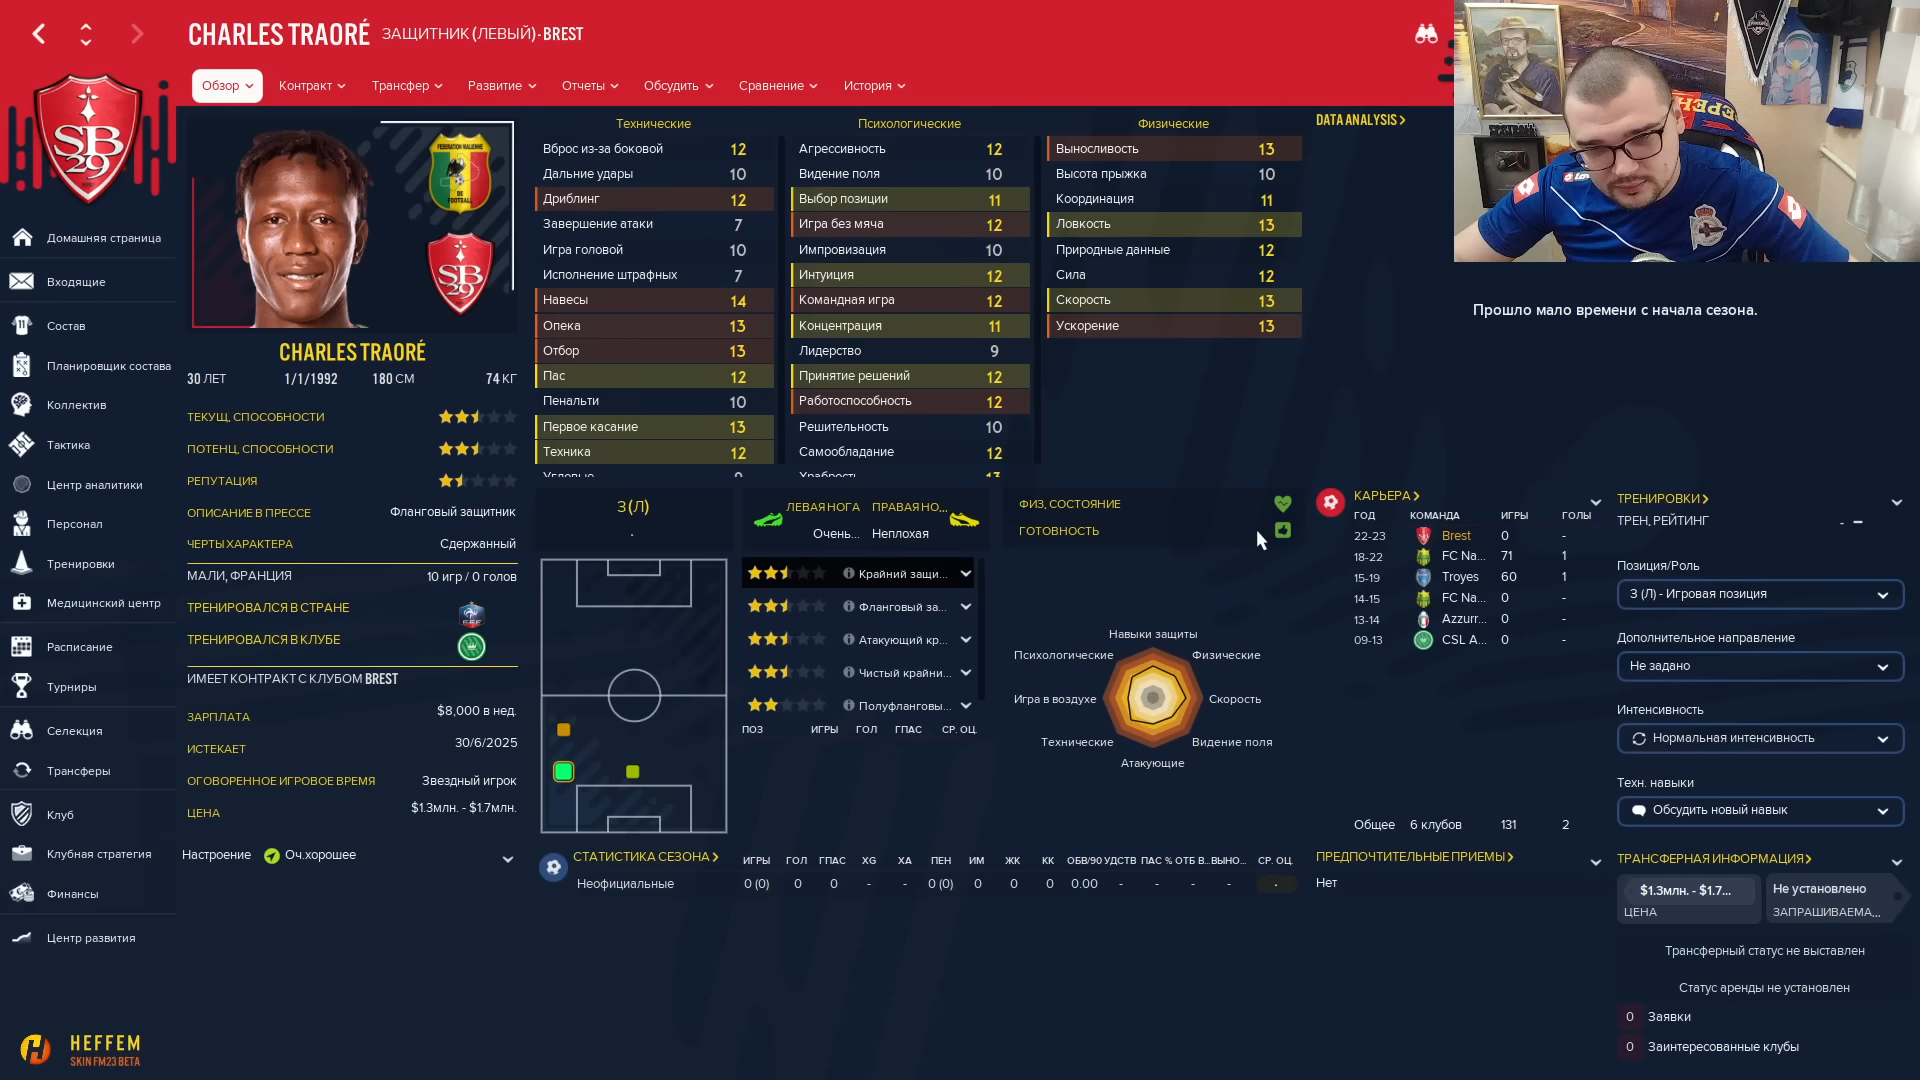 CHARLES TRAORÉ ЗАЩИТНИК (ЛЕВЫЙ) - BREST
Обзор
Контракт
Трансфер
Развитие
Отчеты
Обсудить
Сравнение
История
SB
29
Домашняя страница
Входящие
Состав
Планировщик состава
Коллектив
Тактика
Центр аналитики
Персонал
Тренировки
Медицинский центр
Расписание
Турниры
Селекция
Трансферы
Клуб
Клубная стратегия
Финансы
Центр развития
HEFFEM
SKIN FM23 BETA
FEDERATION MALIENNE
DE
FOOTBALL
SB
29
CHARLES TRAORÉ
30 ЛЕТ 1/1/1992 180 СМ 74 КГ
ТЕКУЩ, СПОСОБНОСТИ
ПОТЕНЦ, СПОСОБНОСТИ
РЕПУТАЦИЯ
ОПИСАНИЕ В ПРЕССЕ Фланговый защитник
ЧЕРТЫ ХАРАКТЕРА Сдержанный
МАЛИ, ФРАНЦИЯ 10 игр / 0 голов
ТРЕНИРОВАЛСЯ В СТРАНЕ
ТРЕНИРОВАЛСЯ В КЛУБЕ
ИМЕЕТ КОНТРАКТ С КЛУБОМ BREST
ЗАРПЛАТА $8,000 в нед.
ИСТЕКАЕТ 30/6/2025
ОГОВОРЕННОЕ ИГРОВОЕ ВРЕМЯ Звездный игрок
ЦЕНА $1.3млн. - $1.7млн.
Настроение Оч.хорошее
Технические
Вброс из-за боковой 12
Дальние удары 10
Дриблинг 12
Завершение атаки 7
Игра головой 10
Исполнение штрафных 7
Навесы 14
Опека 13
Отбор 13
Пас 12
Пенальти 10
Первое касание 13
Техника 12
Угловые 9
Психологические
Агрессивность 12
Видение поля 10
Выбор позиции 11
Игра без мяча 12
Импровизация 10
Интуиция 12
Командная игра 12
Концентрация 11
Лидерство 9
Принятие решений 12
Работоспособность 12
Решительность 10
Самообладание 12
Храбрость 13
Физические
Выносливость 13
Высота прыжка 10
Координация 11
Ловкость 13
Природные данные 12
Сила 12
Скорость 13
Ускорение 13
DATA ANALYSIS
Прошло мало времени с начала сезона.
З (Л)
ЛЕВАЯ НОГА ПРАВАЯ НО...
Очень... Неплохая
Крайний защи...
Фланговый за...
Атакующий кр...
Чистый крайни...
Полуфланговы...
ПОЗ ИГРЫ ГОЛ ГПАС СР. ОЦ.
ФИЗ, СОСТОЯНИЕ
ГОТОВНОСТЬ
Навыки защиты
Психологические Физические
Игра в воздухе Скорость
Технические Видение поля
Атакующие
КАРЬЕРА
ГОД КОМАНДА ИГРЫ ГОЛЫ
22-23 Brest 0 -
18-22 FC Na... 71 1
15-19 Troyes 60 1
14-15 FC Na... 0 -
13-14 Azzurr... 0 -
09-13 CSL A... 0 -
Общее 6 клубов 131 2
ТРЕНИРОВКИ
ТРЕН, РЕЙТИНГ - –
Позиция/Роль
З (Л) - Игровая позиция
Дополнительное направление
Не задано
Интенсивность
Нормальная интенсивность
Техн. навыки
Обсудить новый навык
СТАТИСТИКА СЕЗОНА ИГРЫ ГОЛ ГПАС XG XA ПЕН ИМ ЖК КК ОБВ/90 УДСТВ ПАС % ОТБ В... ВЫНО... СР. ОЦ.
Неофициальные 0 (0) 0 0 - - 0 (0) 0 0 0 0.00 - - - - .
ПРЕДПОЧТИТЕЛЬНЫЕ ПРИЕМЫ
Нет
ТРАНСФЕРНАЯ ИНФОРМАЦИЯ
$1.3млн. - $1.7...
ЦЕНА
Не установлено
ЗАПРАШИВАЕМА...
Трансферный статус не выставлен
Статус аренды не установлен
0 Заявки
0 Заинтересованные клубы